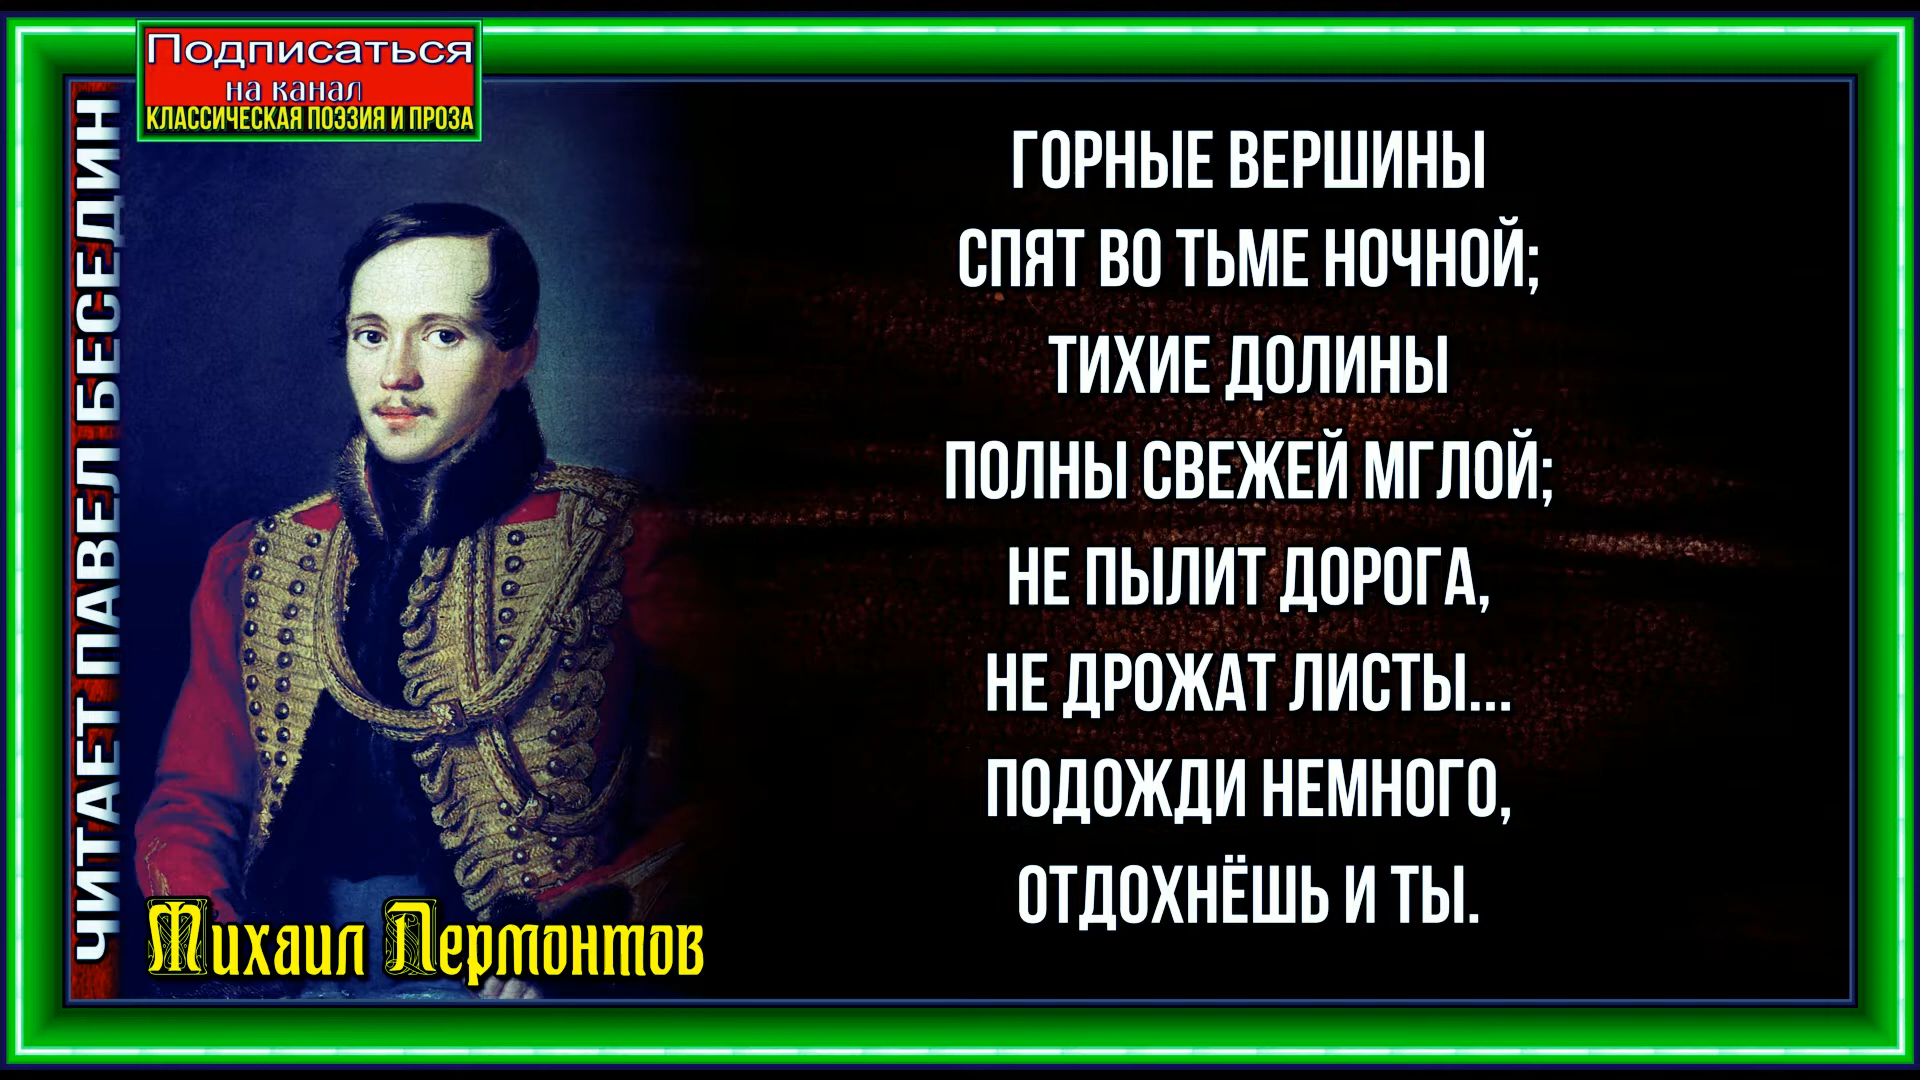 Подписаться
на канал
КЛАССИЧЕСКАЯ ПОЭЗИЯ И ПРОЗА
ЧИТАЕТ ПАВЕЛ БЕСЕДИН
ГОРНЫЕ ВЕРШИНЫ
СПЯТ ВО ТЬМЕ НОЧНОЙ;
ТИХИЕ ДОЛИНЫ
ПОЛНЫ СВЕЖЕЙ МГЛОЙ;
НЕ ПЫЛИТ ДОРОГА,
НЕ ДРОЖАТ ЛИСТЫ...
ПОДОЖДИ НЕМНОГО,
ОТДОХНЁШЬ И ТЫ.
Михаил Лермонтов